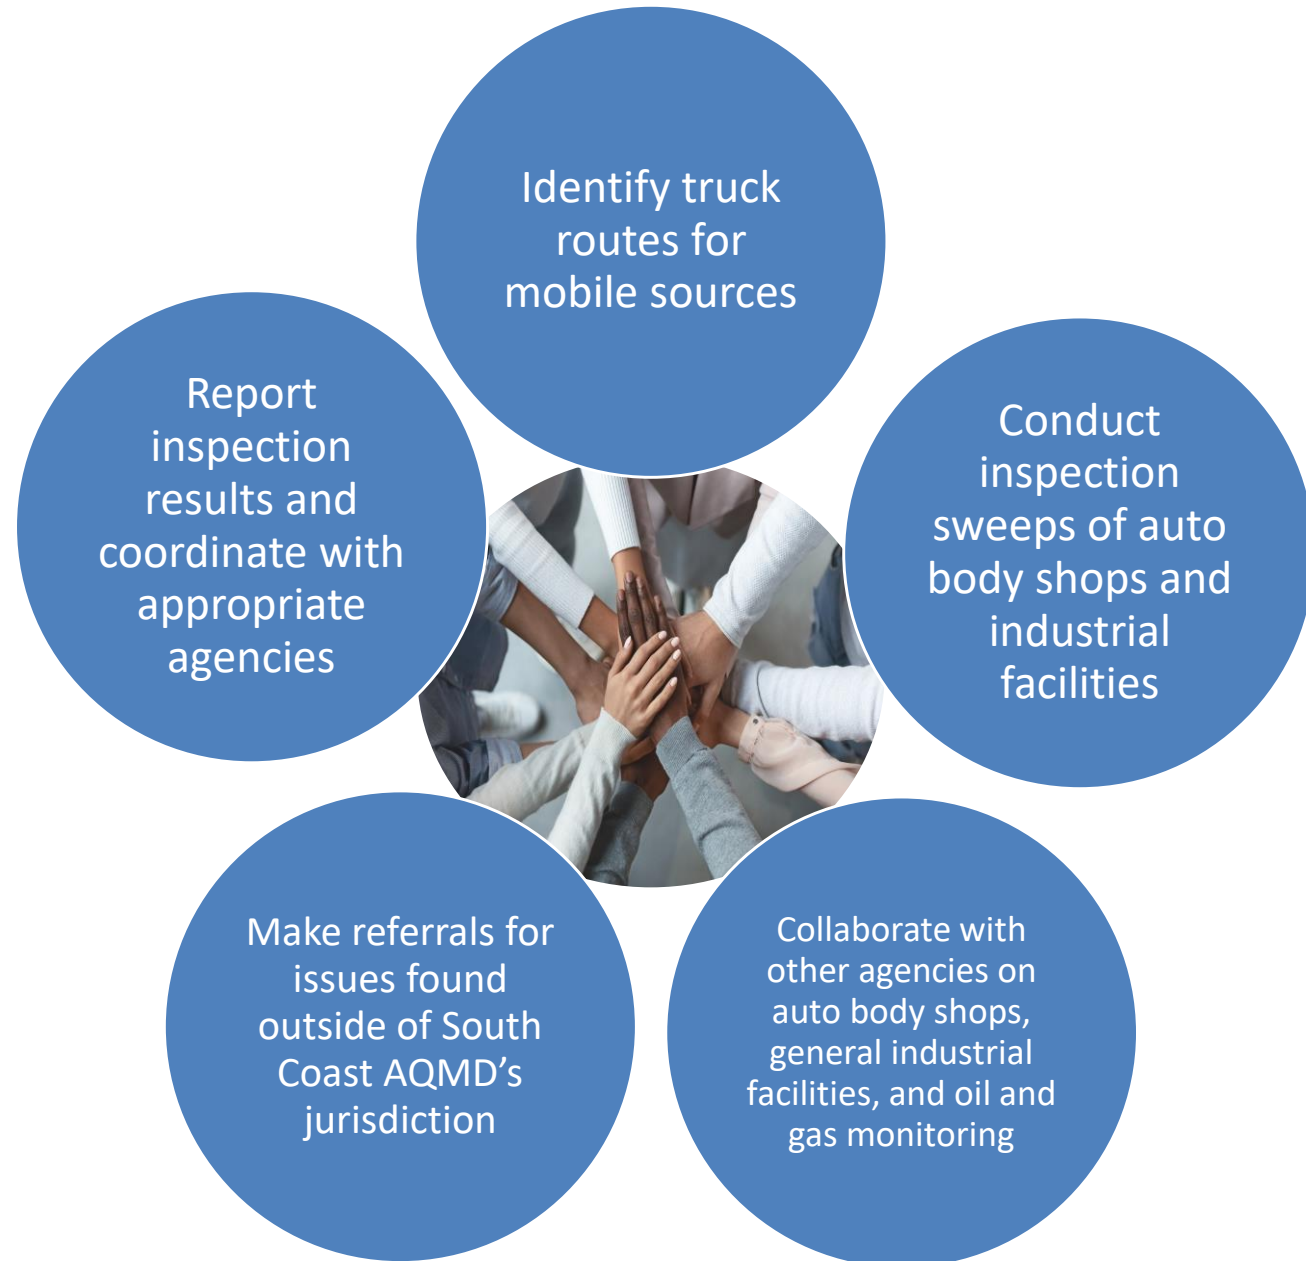 Identify truck
routes for
mobile sources
Conduct
inspection
sweeps of auto
body shops and
industrial
facilities
Collaborate with
other agencies on
auto body shops,
general industrial
facilities, and oil and
gas monitoring
Make referrals for
issues found
outside of South
Coast AQMD’s
jurisdiction
Report
inspection
results and
coordinate with
appropriate
agencies